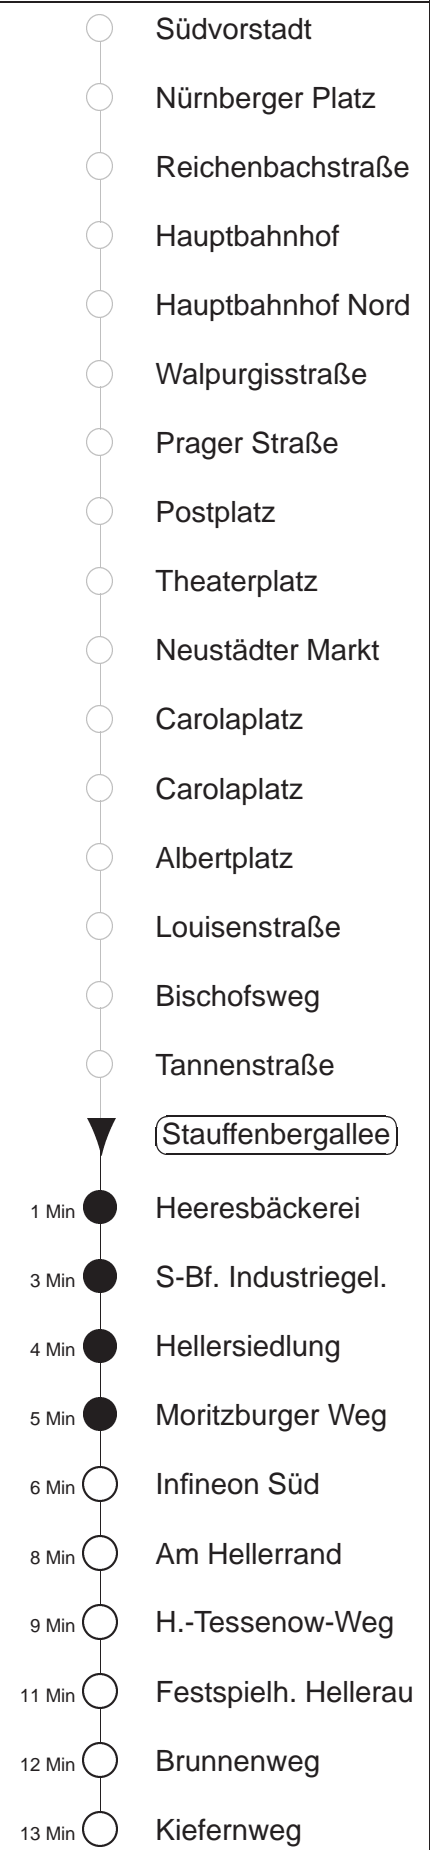 Südvorstadt
Nürnberger Platz
Reichenbachstraße
Hauptbahnhof
Hauptbahnhof Nord
Walpurgisstraße
Prager Straße
Postplatz
Theaterplatz
Neustädter Markt
Carolaplatz
Carolaplatz
Albertplatz
Louisenstraße
Bischofsweg
Tannenstraße
Stauffenbergallee
1 Min Heeresbäckerei
3 Min S-Bf. Industriegel.
4 Min Hellersiedlung
5 Min Moritzburger Weg
6 Min Infineon Süd
8 Min Am Hellerrand
9 Min H.-Tessenow-Weg
11 Min Festspielh. Hellerau
12 Min Brunnenweg
13 Min Kiefernweg